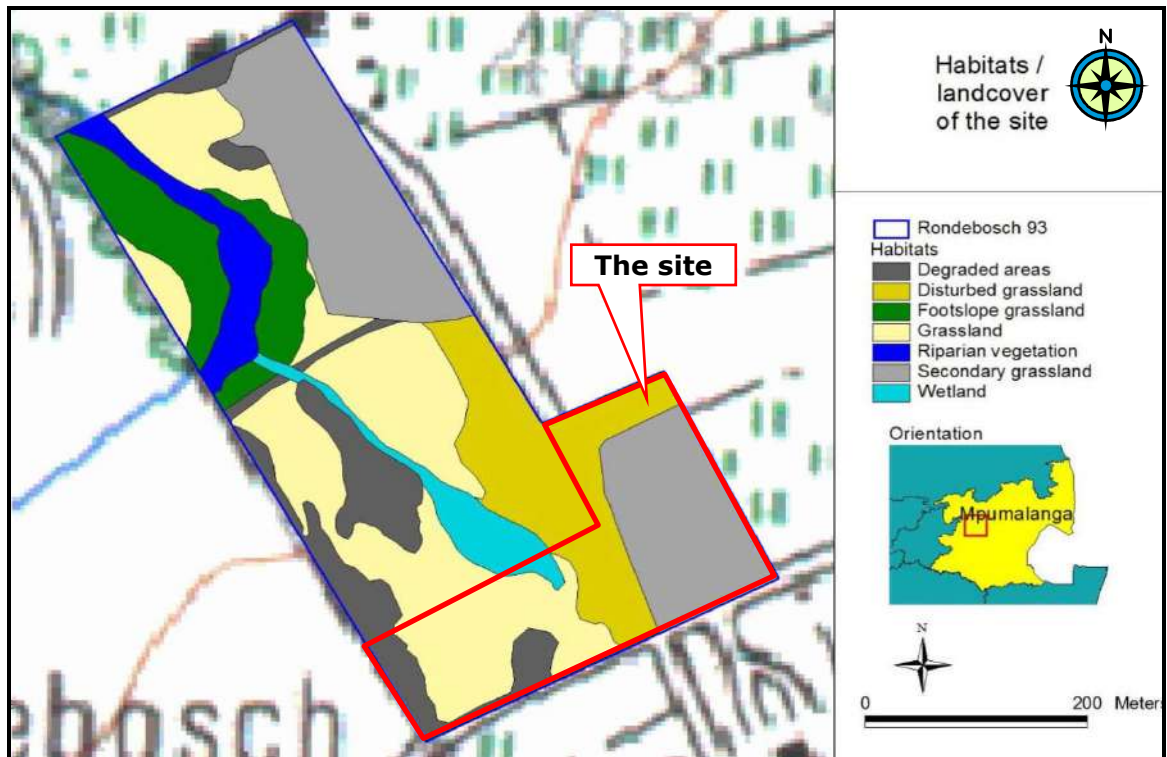 Habitats /
landcover
of the site
N
The site
Rondebosch 93
Habitats
Degraded areas
Disturbed grassland
Footslope grassland
Grassland
Riparian vegetation
Secondary grassland
Wetland
Orientation
Mpumalanga
N
0 200 Meters
ebosch